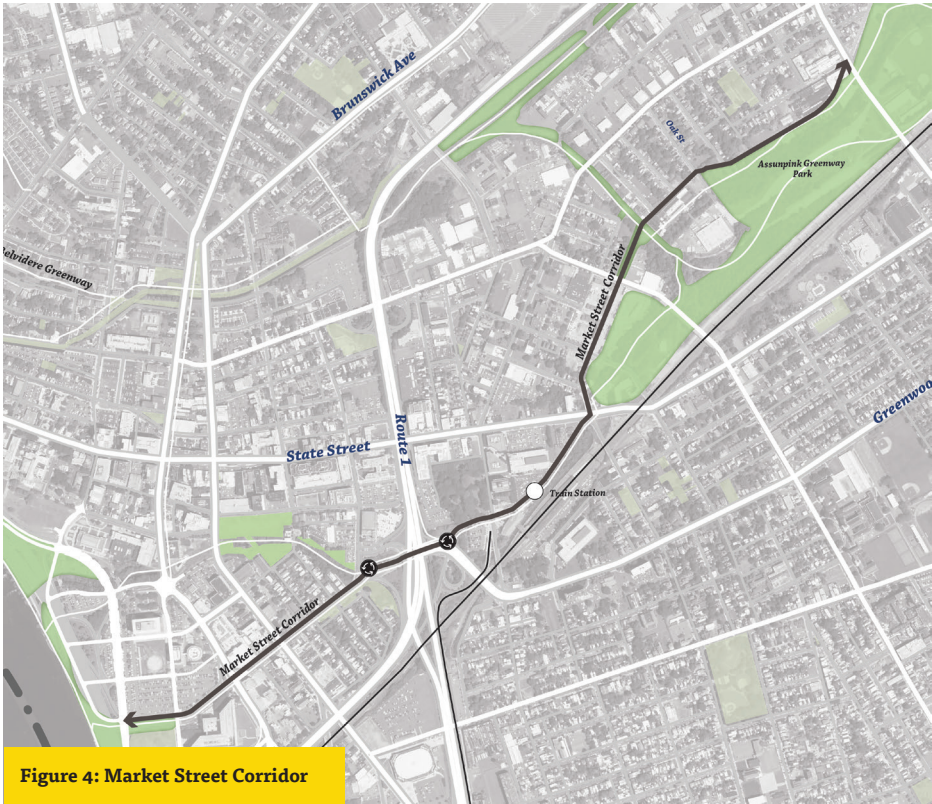 Brunswick Ave
Oak St
Assunpink Greenway
Park
Belvidere Greenway
Market Street Corridor
Route 1
Greenwoo
State Street
Train Station
Market Street Corridor
Figure 4: Market Street Corridor